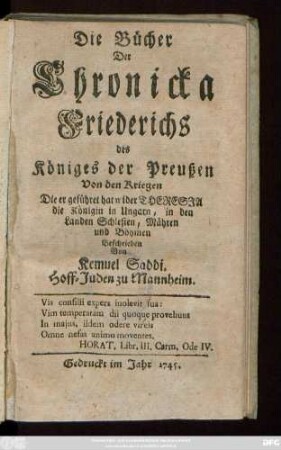 Die Bücher
Der
Chronicka
Friederichs
des
Königes der Preußen
Von den Kriegen
Die er geführet hat wider THERESIA
die Königin in Ungarn, in den
Landen Schlesien, Mähren
und Böhmen
Beschrieben
Von
Kemuel Saddi,
Hoff-Juden zu Mannheim.
Vis consili expers mole ruit sua:
Vim temperatam dii quoque provehunt
In majus, iidem odere vires
Omne nefas animo moventes.
HORAT. Libr. III. Carm. Ode IV.
Gedruckt im Jahr 1745.